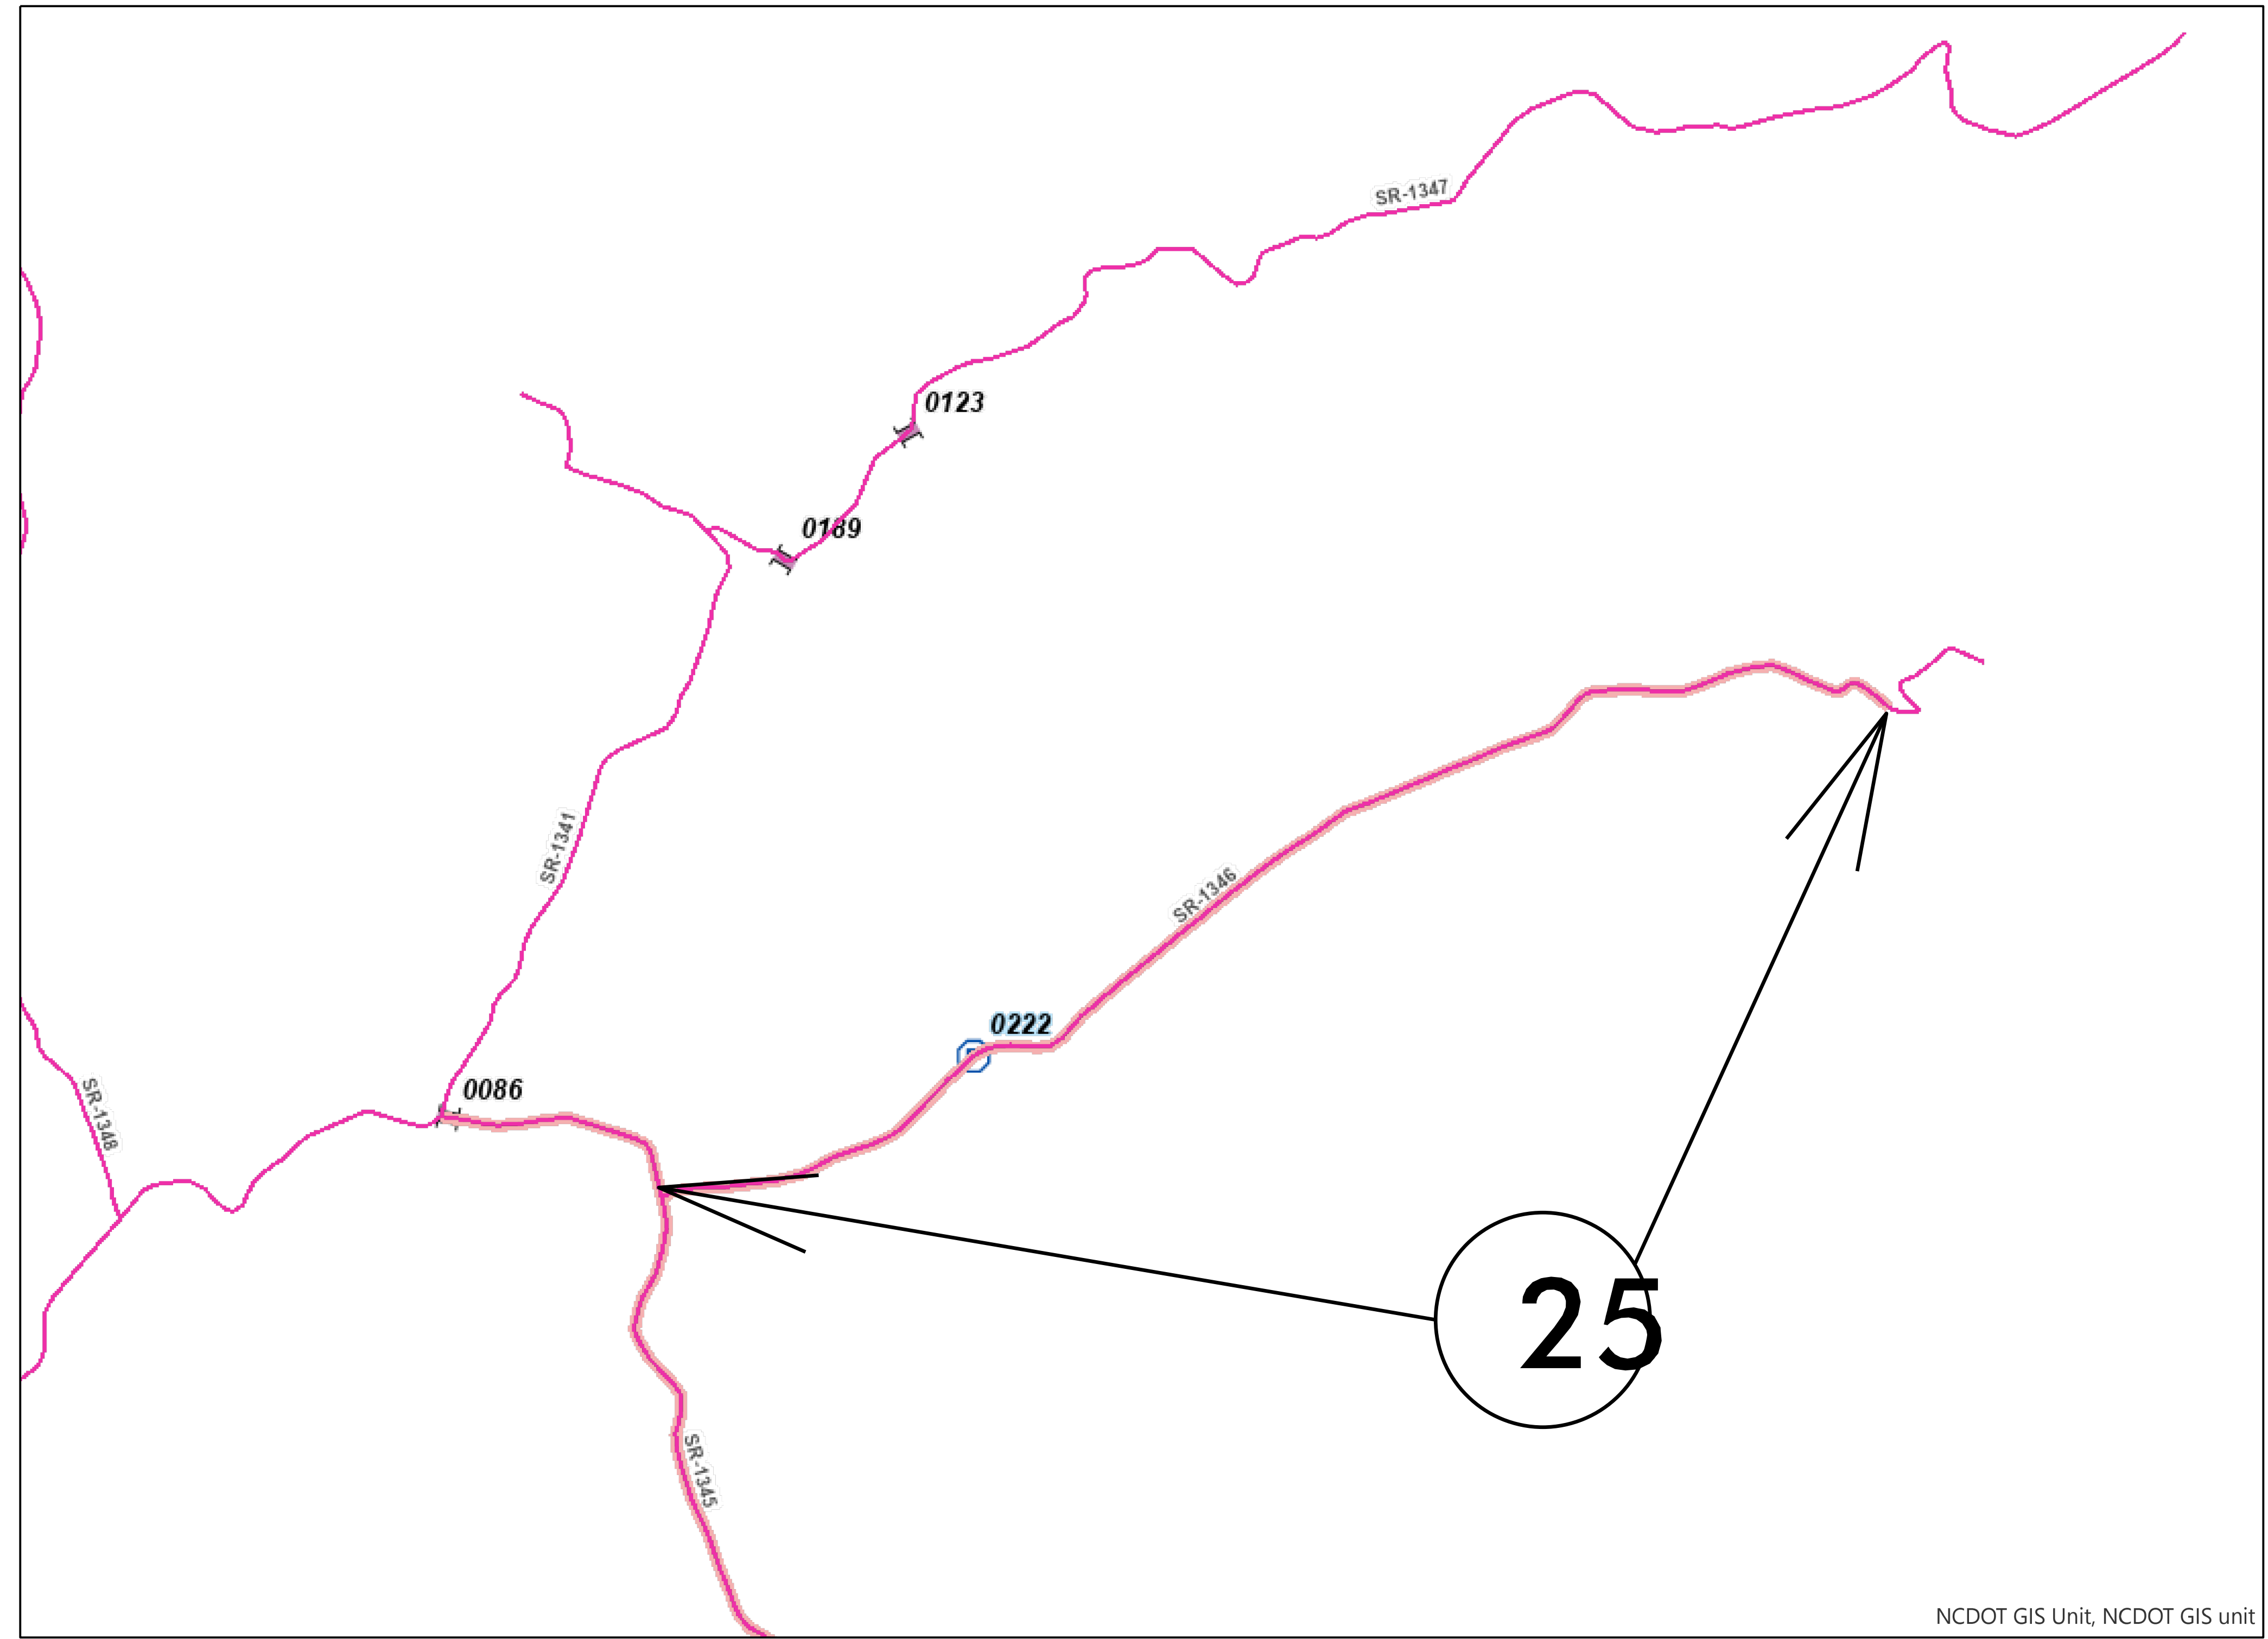 SR-1347
0123
0189
SR-1341
SR-1346
0222
0086
SR-1348
25
SR-1345
NCDOT GIS Unit, NCDOT GIS unit